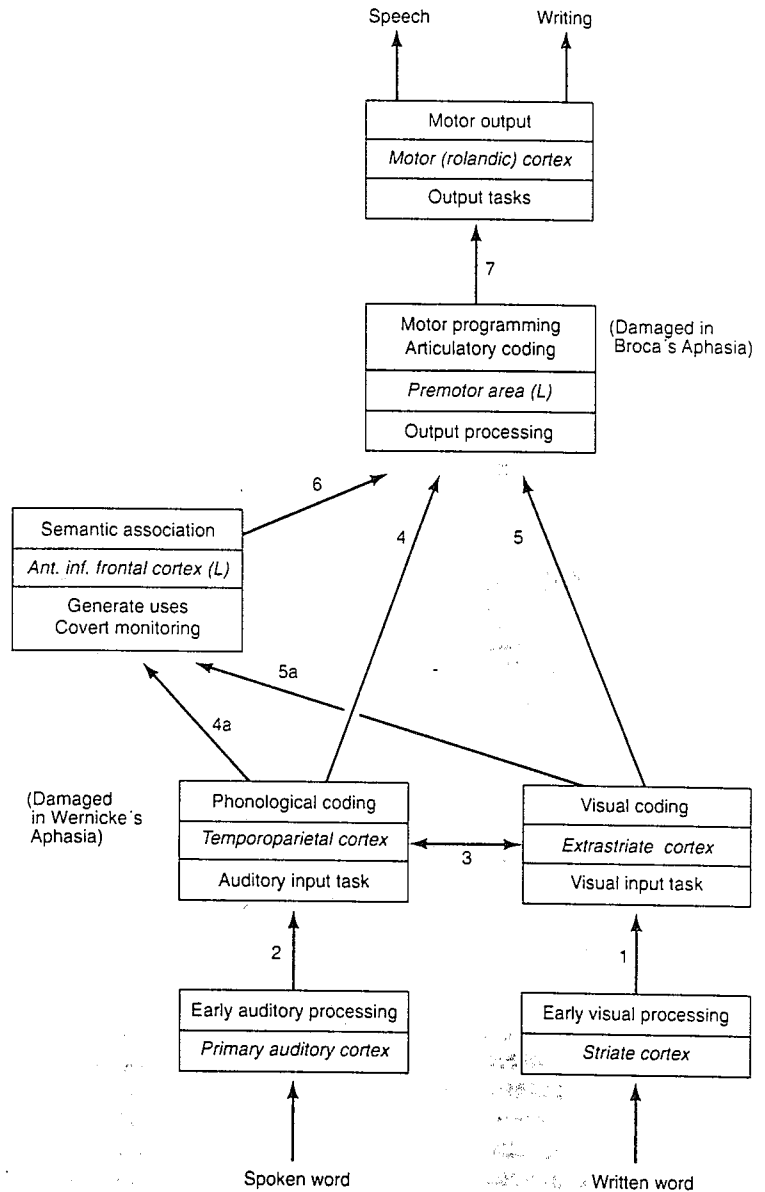 Speech
Writing
Motor output
Motor (rolandic) cortex
Output tasks
7
Motor programming
Articulatory coding
Premotor area (L)
Output processing
(Damaged in
Broca's Aphasia)
6
4
5
Semantic association
Ant. inf. frontal cortex (L)
Generate uses
Covert monitoring
5a
4a
(Damaged
in Wernicke's
Aphasia)
Phonological coding
Temporoparietal cortex
Auditory input task
3
Visual coding
Extrastriate cortex
Visual input task
2
1
Early auditory processing
Primary auditory cortex
Early visual processing
Striate cortex
Spoken word
Written word